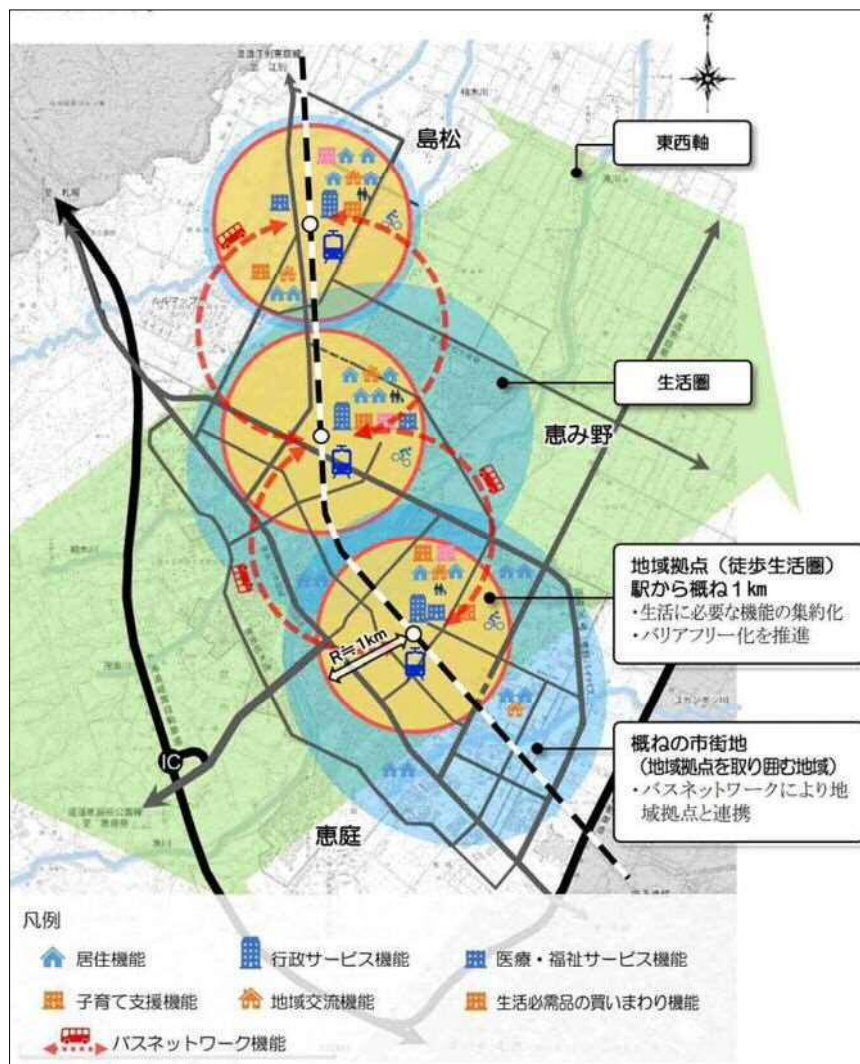 島松
東西軸
ルルマップ
生活圏
恵み野
地域拠点（徒歩生活圏）
駅から概ね１km
・生活に必要な機能の集約化
・バリアフリー化を推進
R≒1km
概ねの市街地
（地域拠点を取り囲む地域）
・バスネットワークにより地
域拠点と連携
IC
恵庭
凡例
居住機能
行政サービス機能
医療・福祉サービス機能
子育て支援機能
地域交流機能
生活必需品の買いまわり機能
バスネットワーク機能